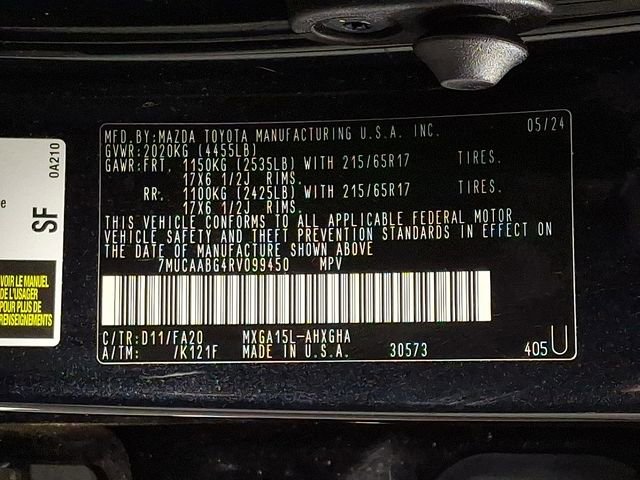 MFD.BY:MAZDA TOYOTA MANUFACTURING U.S.A. INC. 05/24
GVWR:2020KG (4455LB)
GAWR:FRT. 1150KG (2535LB) WITH 215/65R17 TIRES.
17X6 1/2J RIMS.
RR. 1100KG (2425LB) WITH 215/65R17 TIRES.
17X6 1/2J RIMS.
THIS VEHICLE CONFORMS TO ALL APPLICABLE FEDERAL MOTOR
VEHICLE SAFETY AND THEFT PREVENTION STANDARDS IN EFFECT ON
THE DATE OF MANUFACTURE SHOWN ABOVE
7MUCAABG4RV099450 MPV
C/TR:D11/FA20 MXGA15L-AHXGHA
A/TM: /K121F MADE IN U.S.A. 30573 405U
0A210
SF
VOIR LE MANUEL
DE L'USAGER
POUR PLUS DE
RENSEIGNEMENTS